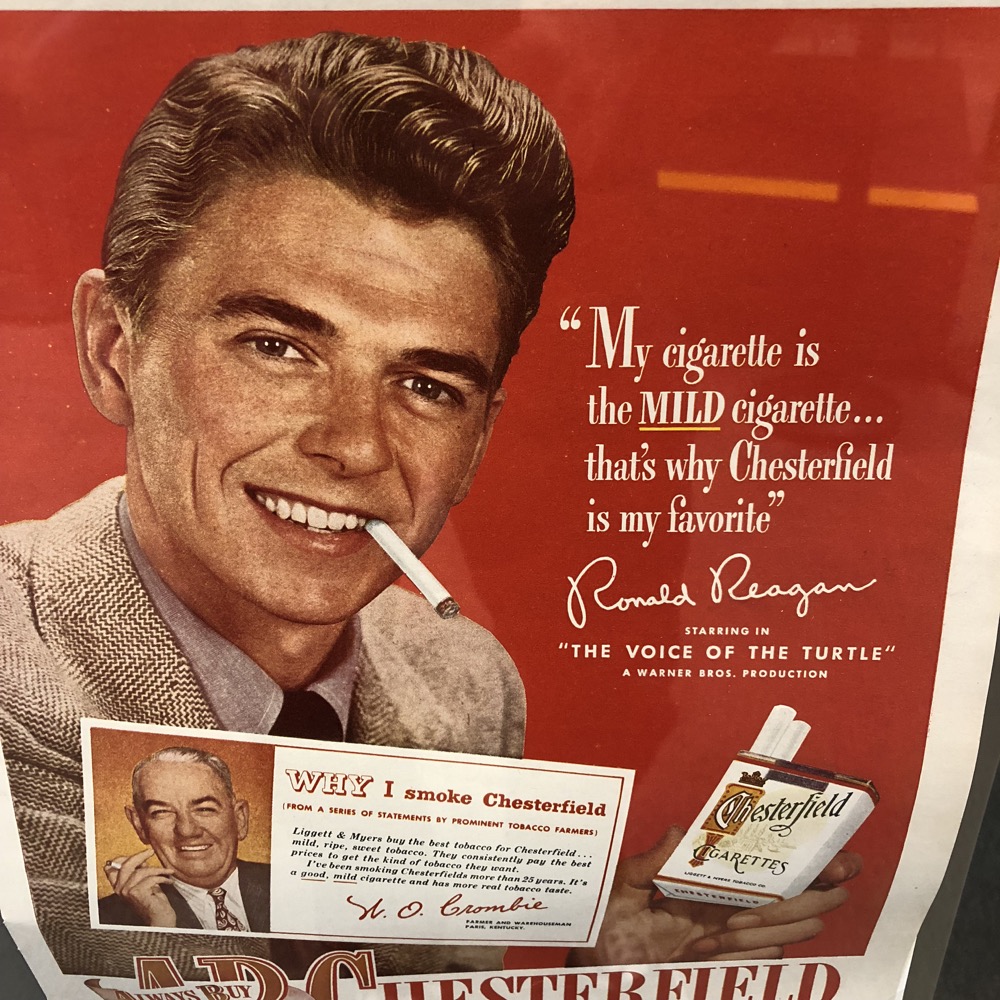 “My cigarette is
the MILD cigarette...
that's why Chesterfield
is my favorite”
Ronald Reagan
STARRING IN
"THE VOICE OF THE TURTLE"
A WARNER BROS. PRODUCTION
WHY I smoke Chesterfield
(FROM A SERIES OF STATEMENTS BY PROMINENT TOBACCO FARMERS)
Liggett & Myers buy the best tobacco for Chesterfield...
mild, ripe, sweet tobacco. They consistently pay the best
prices to get the kind of tobacco they want.
I've been smoking Chesterfields more than 25 years. It's
a good, mild cigarette and has more real tobacco taste.
W. O. Crombie
FARMER AND WAREHOUSEMAN
PARIS, KENTUCKY.
Chesterfield
CIGARETTES
LIGGETT & MYERS TOBACCO CO.
CHESTERFIELD
ABC CHESTERFIELD
ALWAYS BUY